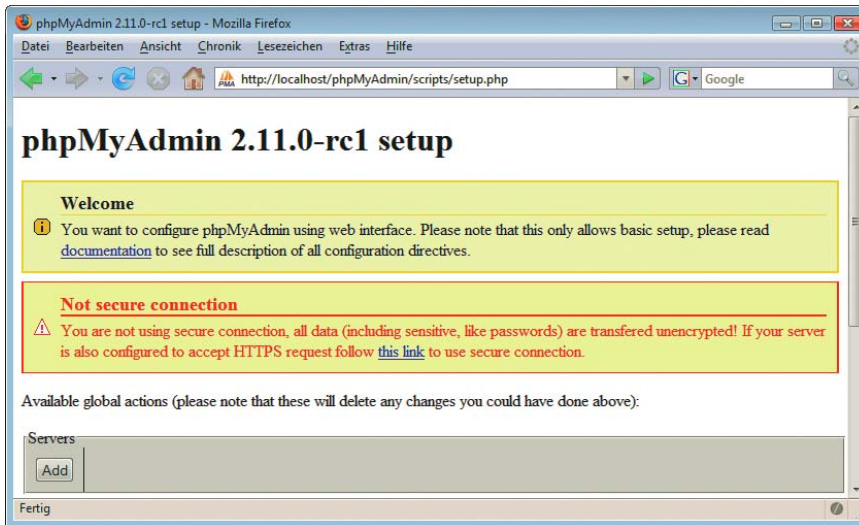 phpMyAdmin 2.11.0-rc1 setup - Mozilla Firefox
Datei Bearbeiten Ansicht Chronik Lesezeichen Extras Hilfe
PMA http://localhost/phpMyAdmin/scripts/setup.php G Google
phpMyAdmin 2.11.0-rc1 setup
Welcome
You want to configure phpMyAdmin using web interface. Please note that this only allows basic setup, please read
documentation to see full description of all configuration directives.
Not secure connection
You are not using secure connection, all data (including sensitive, like passwords) are transfered unencrypted! If your server
is also configured to accept HTTPS request follow this link to use secure connection.
Available global actions (please note that these will delete any changes you could have done above):
Servers
Add
Fertig